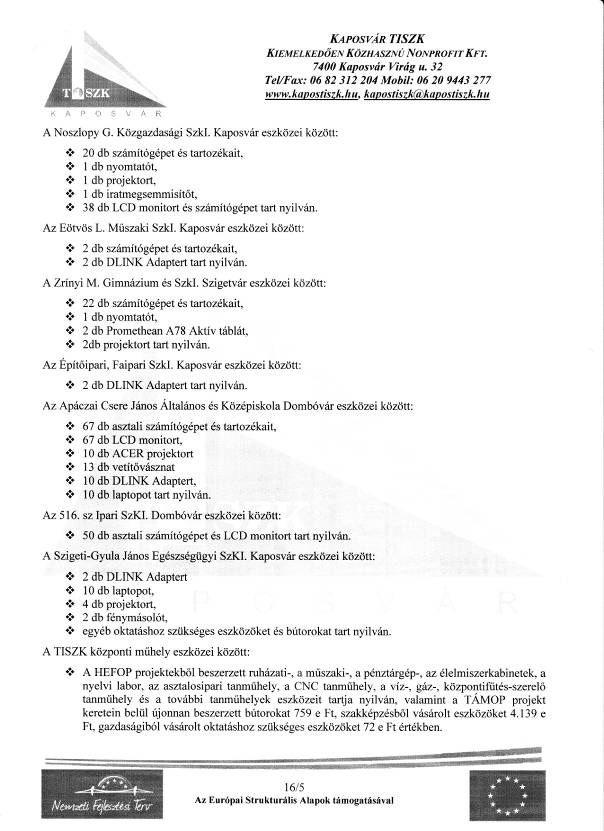 KAPOSVÁR TISZK
KIEMELKEDŐEN KÖZHASZNÚ NONPROFIT KFT.
7400 Kaposvár Virág u. 32
Tel/Fax: 06 82 312 204 Mobil: 06 20 9443 277
www.kapostiszk.hu, kapostiszk@kapostiszk.hu
TISZK
KAPOSVÁR
A Noszlopy G. Közgazdasági SzkI. Kaposvár eszközei között:
❖ 20 db számítógépet és tartozékait,
❖ 1 db nyomtatót,
❖ 1 db projektort,
❖ 1 db iratmegsemmisítőt,
❖ 38 db LCD monitort és számítógépet tart nyilván.
Az Eötvös L. Műszaki SzkI. Kaposvár eszközei között:
❖ 2 db számítógépet és tartozékait,
❖ 2 db DLINK Adaptert tart nyilván.
A Zrínyi M. Gimnázium és SzkI. Szigetvár eszközei között:
❖ 22 db számítógépet és tartozékait,
❖ 1 db nyomtatót,
❖ 2 db Promethean A78 Aktív táblát,
❖ 2db projektort tart nyilván.
Az Építőipari, Faipari SzkI. Kaposvár eszközei között:
❖ 2 db DLINK Adaptert tart nyilván.
Az Apáczai Csere János Általános és Középiskola Dombóvár eszközei között:
❖ 67 db asztali számítógépet és tartozékait,
❖ 67 db LCD monitort,
❖ 10 db ACER projektort
❖ 13 db vetítővásznat
❖ 10 db DLINK Adaptert,
❖ 10 db laptopot tart nyilván.
Az 516. sz Ipari SzKI. Dombóvár eszközei között:
❖ 50 db asztali számítógépet és LCD monitort tart nyilván.
A Szigeti-Gyula János Egészségügyi SzKI. Kaposvár eszközei között:
❖ 2 db DLINK Adaptert
❖ 10 db laptopot,
❖ 4 db projektort,
❖ 2 db fénymásolót,
❖ egyéb oktatáshoz szükséges eszközöket és bútorokat tart nyilván.
A TISZK központi műhely eszközei között:
❖ A HEFOP projektekből beszerzett ruházati-, a műszaki-, a pénztárgép-, az élelmiszerkabinetek, a
nyelvi labor, az asztalosipari tanműhely, a CNC tanműhely, a víz-, gáz-, központifűtés-szerelő
tanműhely és a további tanműhelyek eszközeit tartja nyilván, valamint a TÁMOP projekt
keretein belül újonnan beszerzett bútorokat 759 e Ft, szakképzésből vásárolt eszközöket 4.139 e
Ft, gazdaságiból vásárolt oktatáshoz szükséges eszközöket 72 e Ft értékben.
Nemzeti Fejlesztési Terv
16/5
Az Európai Strukturális Alapok támogatásával